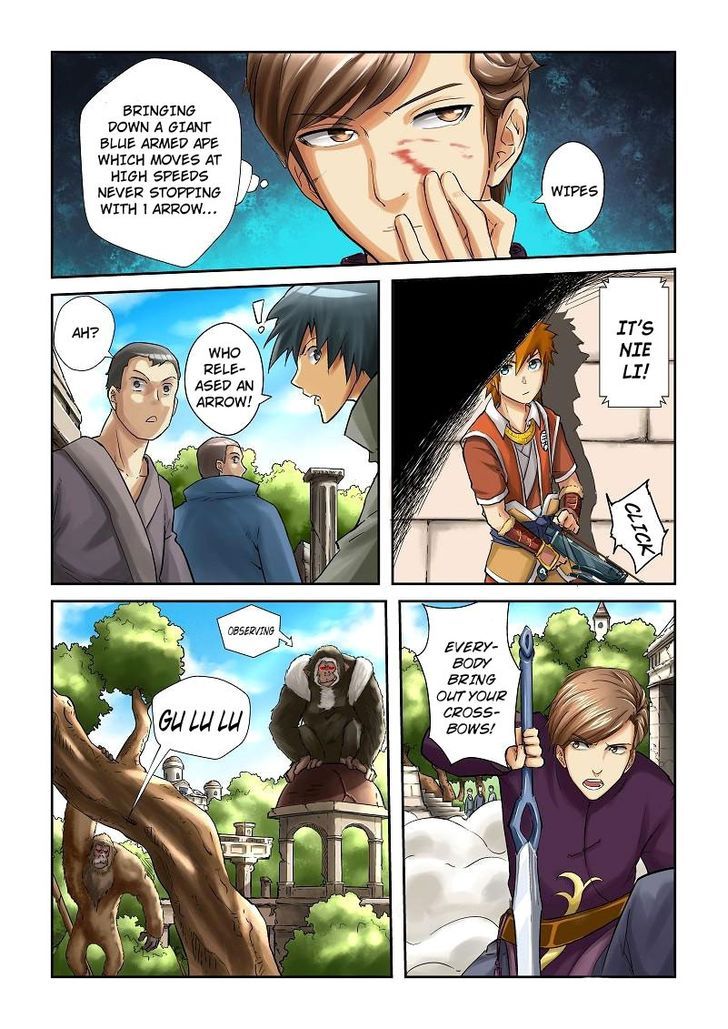 BRINGING
DOWN A GIANT
BLUE ARMED APE
WHICH MOVES AT
HIGH SPEEDS
NEVER STOPPING
WITH 1 ARROW...
WIPES
AH?
!
WHO
RELE-
ASED AN
ARROW!
IT'S
NIE
LI!
CLICK
OBSERVING
GU LU LU
EVERY-
BODY
BRING
OUT YOUR
CROSS-
BOWS!